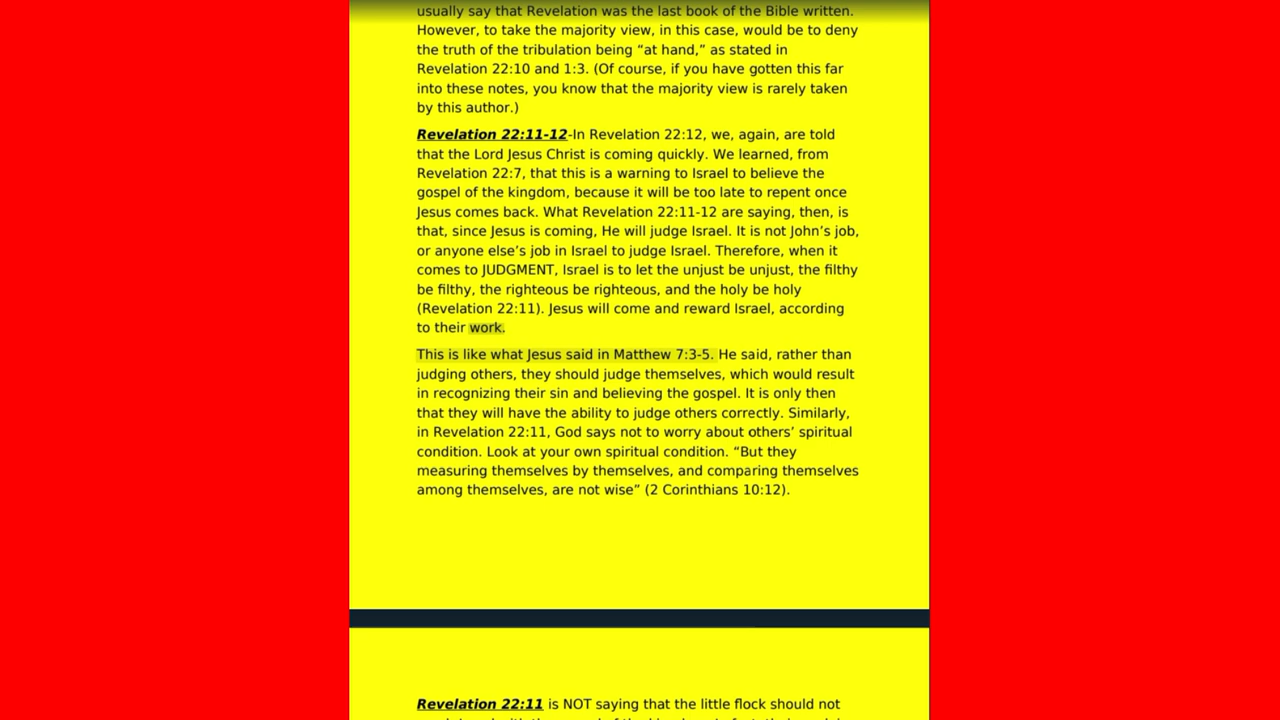 usually say that Revelation was the last book of the Bible written.
However, to take the majority view, in this case, would be to deny
the truth of the tribulation being “at hand,” as stated in
Revelation 22:10 and 1:3. (Of course, if you have gotten this far
into these notes, you know that the majority view is rarely taken
by this author.)
Revelation 22:11-12-In Revelation 22:12, we, again, are told
that the Lord Jesus Christ is coming quickly. We learned, from
Revelation 22:7, that this is a warning to Israel to believe the
gospel of the kingdom, because it will be too late to repent once
Jesus comes back. What Revelation 22:11-12 are saying, then, is
that, since Jesus is coming, He will judge Israel. It is not John’s job,
or anyone else’s job in Israel to judge Israel. Therefore, when it
comes to JUDGMENT, Israel is to let the unjust be unjust, the filthy
be filthy, the righteous be righteous, and the holy be holy
(Revelation 22:11). Jesus will come and reward Israel, according
to their work.
This is like what Jesus said in Matthew 7:3-5. He said, rather than
judging others, they should judge themselves, which would result
in recognizing their sin and believing the gospel. It is only then
that they will have the ability to judge others correctly. Similarly,
in Revelation 22:11, God says not to worry about others’ spiritual
condition. Look at your own spiritual condition. “But they
measuring themselves by themselves, and comparing themselves
among themselves, are not wise” (2 Corinthians 10:12).
Revelation 22:11 is NOT saying that the little flock should not